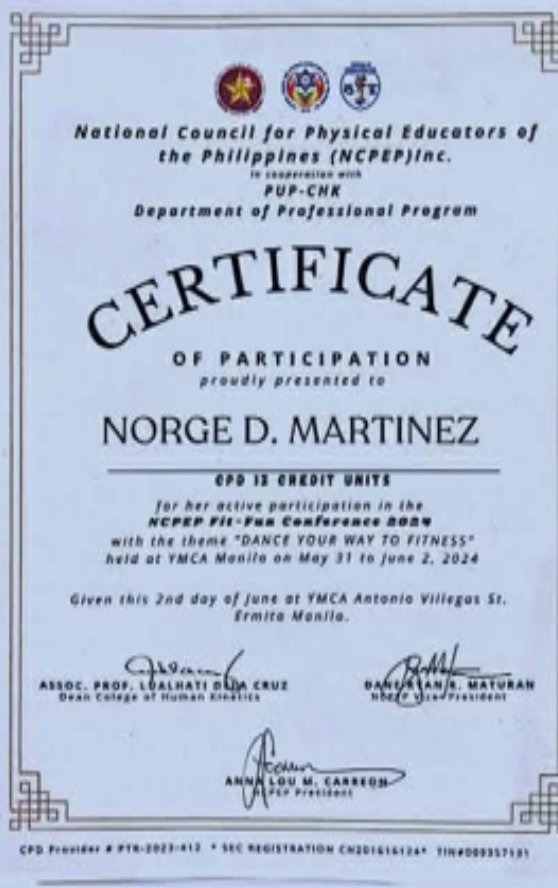 National Council for Physical Educators of
the Philippines (NCPEP)Inc.
in cooperation with
PUP-CHK
Department of Professional Program
CERTIFICATE
OF PARTICIPATION
proudly presented to
NORGE D. MARTINEZ
CPD 12 CREDIT UNITS
for her active participation in the
NCPEP Fit-Fun Conference 2024
with the theme "DANCE YOUR WAY TO FITNESS"
held at YMCA Manila on May 31 to June 2, 2024
Given this 2nd day of June at YMCA Antonio Villegas St.
Ermita Manila.
ASSOC. PROF. LUALHATI DELA CRUZ
Dean College of Human Kinetics
DANE RYAN R. MATURAN
NCPEP Vice President
ANNA LOU M. CARREON
NCPEP President
CPD Provider # PTR-2023-412 * SEC REGISTRATION CN201616124* TIN#009357131